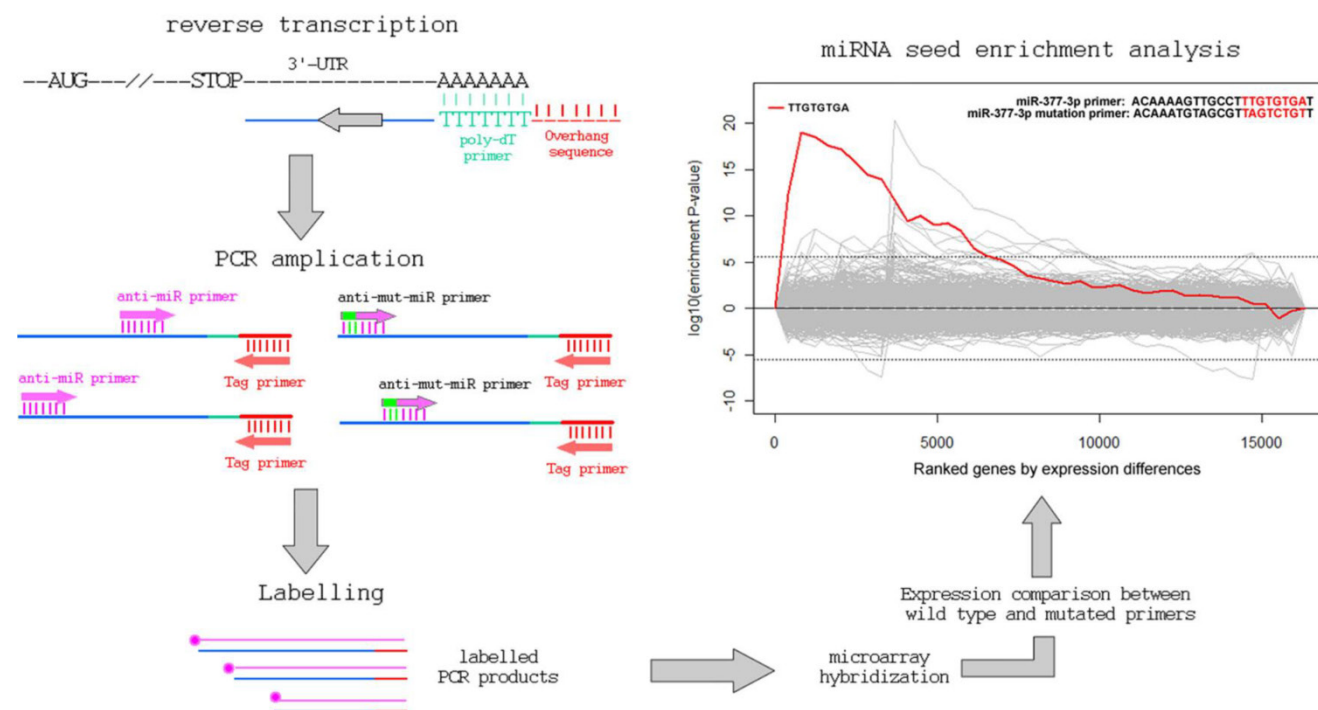 reverse transcription
3'-UTR
---AUG----//----STOP--------------------AAAAAAA
TTTTTTT
poly-dT
primer
Overhang
sequence
PCR amplication
anti-miR primer
Tag primer
anti-miR primer
Tag primer
anti-mut-miR primer
Tag primer
anti-mut-miR primer
Tag primer
Labelling
labelled
PCR products
microarray
hybridization
Expression comparison between
wild type and mutated primers
miRNA seed enrichment analysis
TTGTGTGA
miR-377-3p primer: ACAAAAGTTGCCTTTGTGTGAT
miR-377-3p mutation primer: ACAAATGTAGCGTTAGTCTGTT
log10(enrichment P-value)
20
15
10
5
0
-5
-10
0 5000 10000 15000
Ranked genes by expression differences